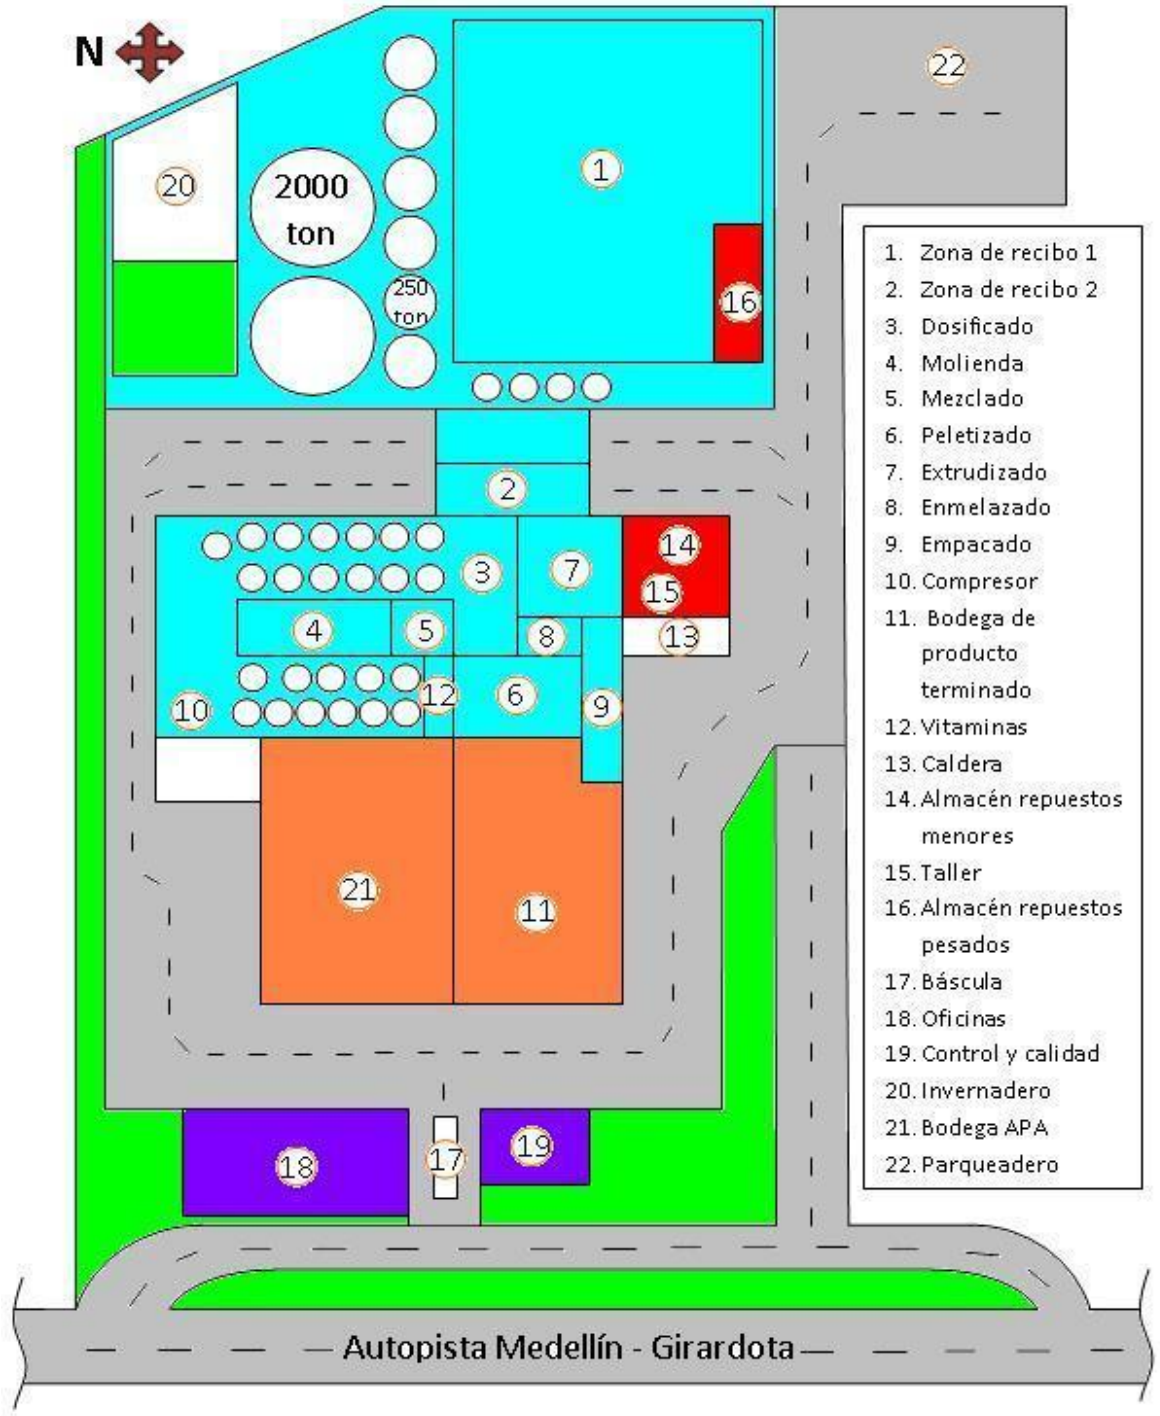 N
22
20
2000
ton
1
250
ton
16
1. Zona de recibo 1
2. Zona de recibo 2
3. Dosificado
4. Molienda
5. Mezclado
6. Peletizado
7. Extrudizado
8. Enmelazado
9. Empacado
10. Compresor
11. Bodega de
producto
terminado
12. Vitaminas
13. Caldera
14. Almacén repuestos
menores
15. Taller
16. Almacén repuestos
pesados
17. Báscula
18. Oficinas
19. Control y calidad
20. Invernadero
21. Bodega APA
22. Parqueadero
2
3
7
14
15
4
5
8
13
10
12
6
9
21
11
18
17
19
Autopista Medellín - Girardota